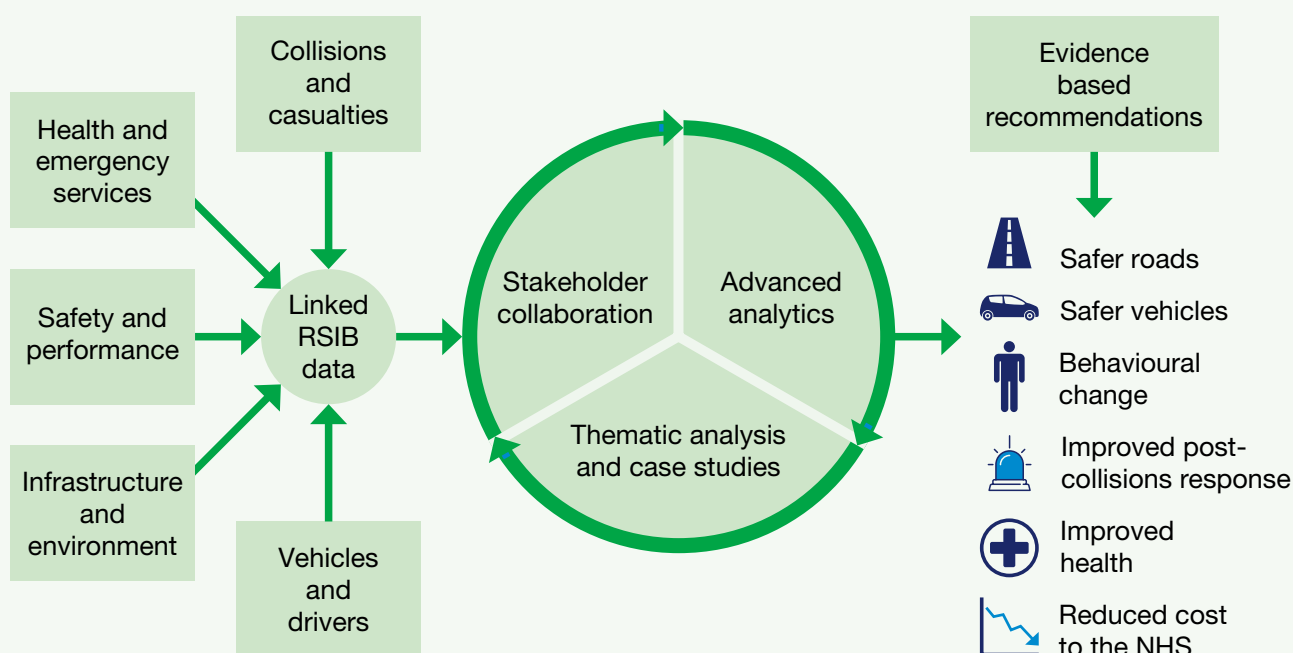 Collisions
and
casualties
Health and
emergency
services
Safety and
performance
Infrastructure
and
environment
Vehicles
and
drivers
Linked
RSIB
data
Stakeholder
collaboration
Advanced
analytics
Thematic analysis
and case studies
Evidence
based
recommendations
Safer roads
Safer vehicles
Behavioural
change
Improved post-
collisions response
Improved
health
Reduced cost
to the NHS